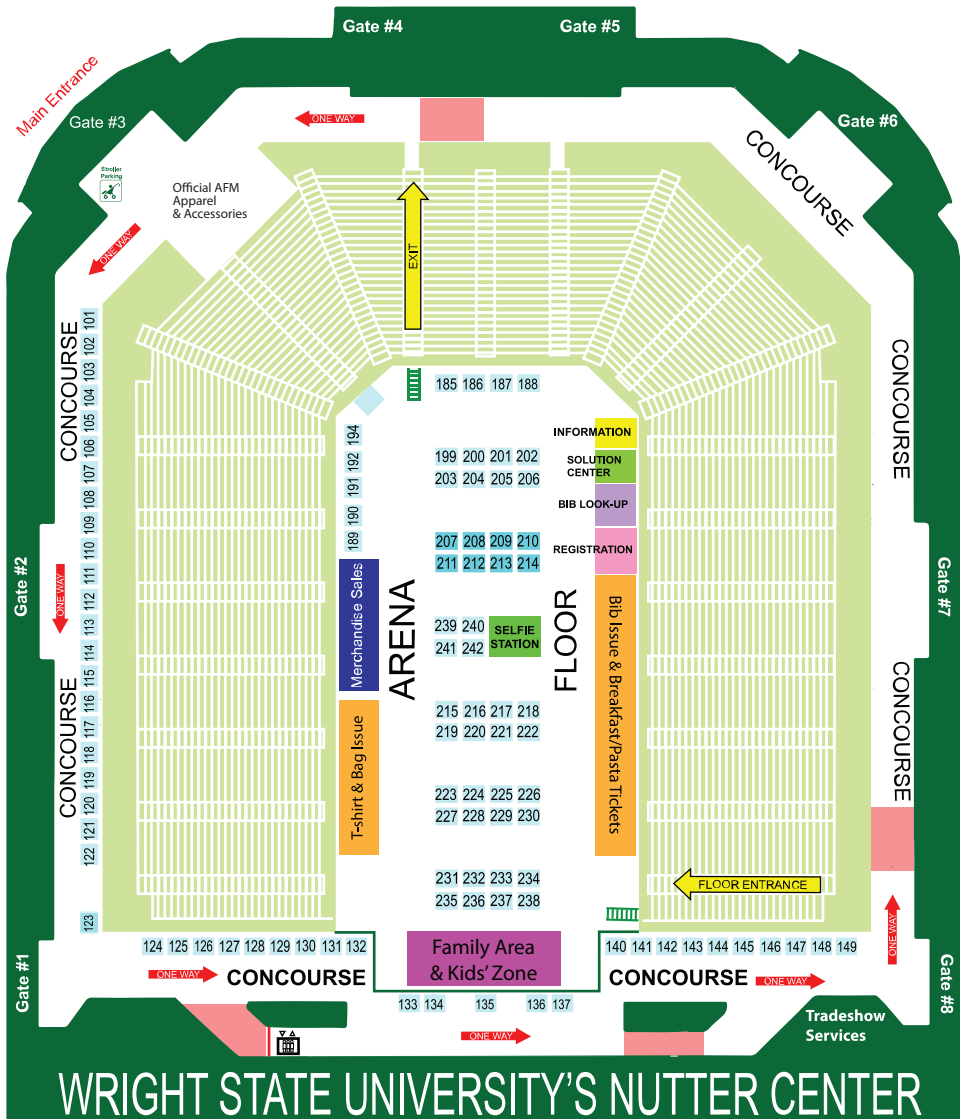 Gate #4
Gate #5
Main Entrance
Gate #3
Gate #6
ONE WAY
CONCOURSE
Stroller
Parking
Official AFM
Apparel
& Accessories
ONE WAY
EXIT
CONCOURSE
CONCOURSE
101
102
103
104
105
106
107
108
109
110
111
112
113
114
115
116
117
118
119
120
121
122
123
Gate #2
ONE WAY
CONCOURSE
185 186 187 188
194
192
191
190
189
199 200 201 202
203 204 205 206
207 208 209 210
211 212 213 214
INFORMATION
SOLUTION
CENTER
BIB LOOK-UP
REGISTRATION
Merchandise Sales
ARENA
FLOOR
Bib Issue & Breakfast/Pasta Tickets
239 240
241 242
SELFIE
STATION
T-shirt & Bag Issue
215 216 217 218
219 220 221 222
223 224 225 226
227 228 229 230
231 232 233 234
235 236 237 238
Gate #7
CONCOURSE
FLOOR ENTRANCE
ONE WAY
Gate #1
124 125 126 127 128 129 130 131 132
ONE WAY
CONCOURSE
Family Area
& Kids' Zone
140 141 142 143 144 145 146 147 148 149
CONCOURSE
ONE WAY
Gate #8
133 134 135 136 137
ONE WAY
Tradeshow
Services
WRIGHT STATE UNIVERSITY'S NUTTER CENTER